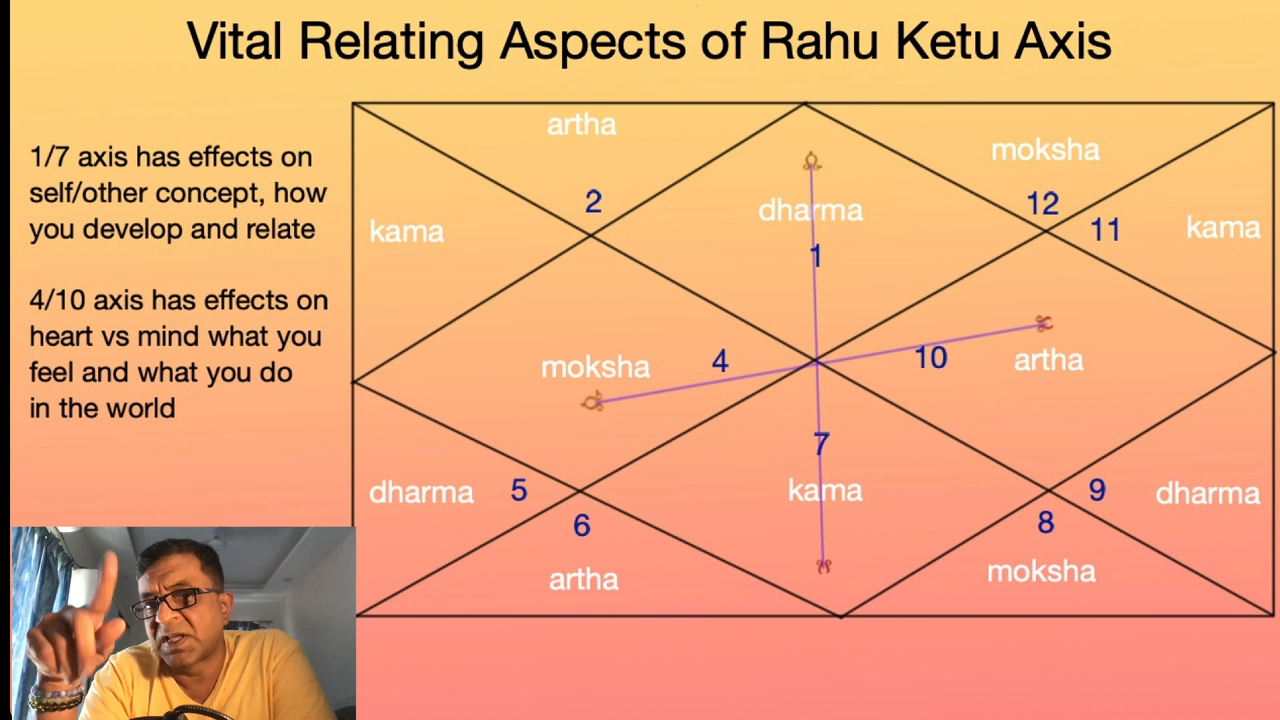 Vital Relating Aspects of Rahu Ketu Axis
1/7 axis has effects on
self/other concept, how
you develop and relate
4/10 axis has effects on
heart vs mind what you
feel and what you do
in the world
artha
moksha
2
12
kama
dharma
11
kama
1
moksha
4
10
artha
7
dharma
5
kama
9
dharma
6
8
artha
moksha